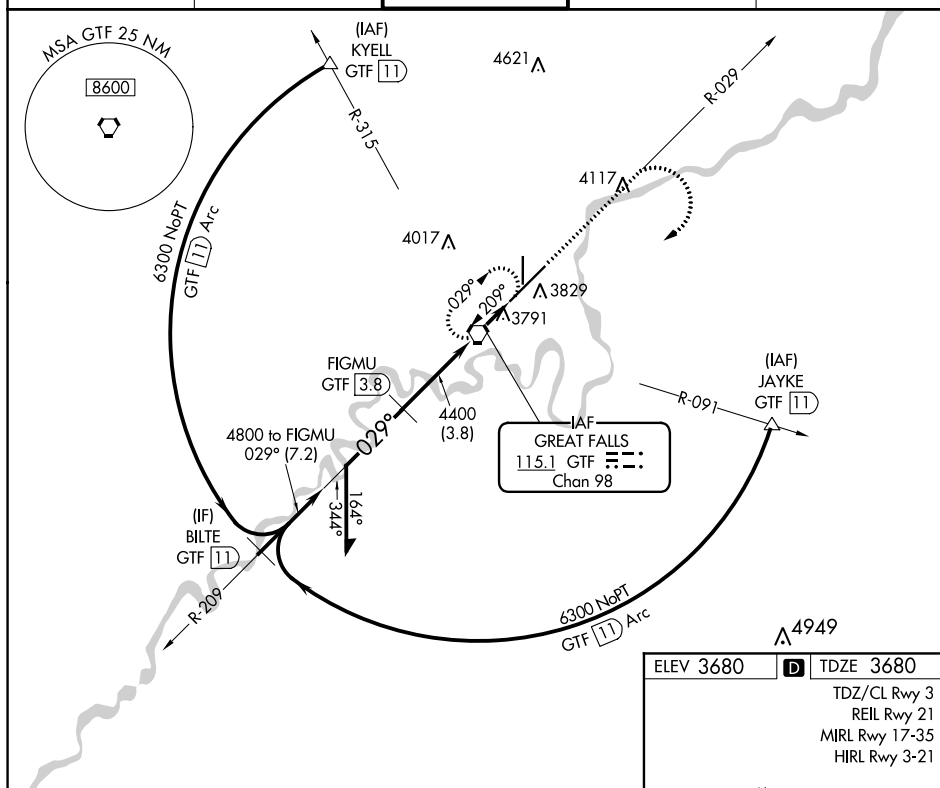 MSA GTF 25 NM
8600
(IAF)
KYELL
GTF 11
R-315
4621
R-029
4117
4017
6300 NoPT
GTF 11 Arc
029°
209°
3829
3791
FIGMU
GTF 3.8
4400
(3.8)
029°
(IAF)
JAYKE
GTF 11
R-091
IAF
GREAT FALLS
115.1 GTF
Chan 98
4800 to FIGMU
029° (7.2)
164°
344°
(IF)
BILTE
GTF 11
R-209
6300 NoPT
GTF 11 Arc
4949
ELEV 3680 D TDZE 3680
TDZ/CL Rwy 3
REIL Rwy 21
MIRL Rwy 17-35
HIRL Rwy 3-21